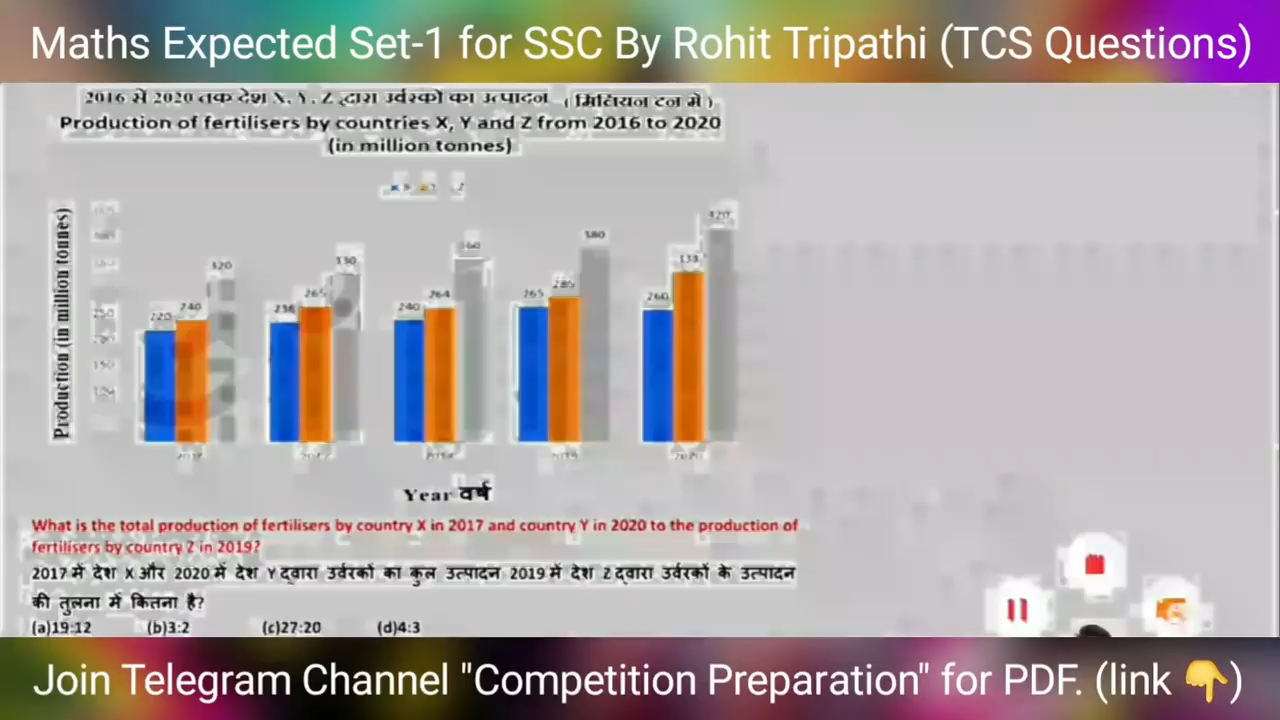 Maths Expected Set-1 for SSC By Rohit Tripathi (TCS Questions)
2016 से 2020 तक देश X, Y, Z द्वारा उर्वरकों का उत्पादन (मिलियन टन में)
Production of fertilisers by countries X, Y and Z from 2016 to 2020
(in million tonnes)
Production (in million tonnes)
250
150
220 240 320
236 265 330
240 264 360
265 285 380
260 420
2019
2020
Year वर्ष
What is the total production of fertilisers by country X in 2017 and country Y in 2020 to the production of
fertilisers by country Z in 2019?
2017 में देश X और 2020 में देश Y द्वारा उर्वरकों का कुल उत्पादन 2019 में देश Z द्वारा उर्वरकों के उत्पादन
की तुलना में कितना है?
(a)19:12 (b)3:2 (c)27:20 (d)4:3
Join Telegram Channel "Competition Preparation" for PDF. (link 👇)